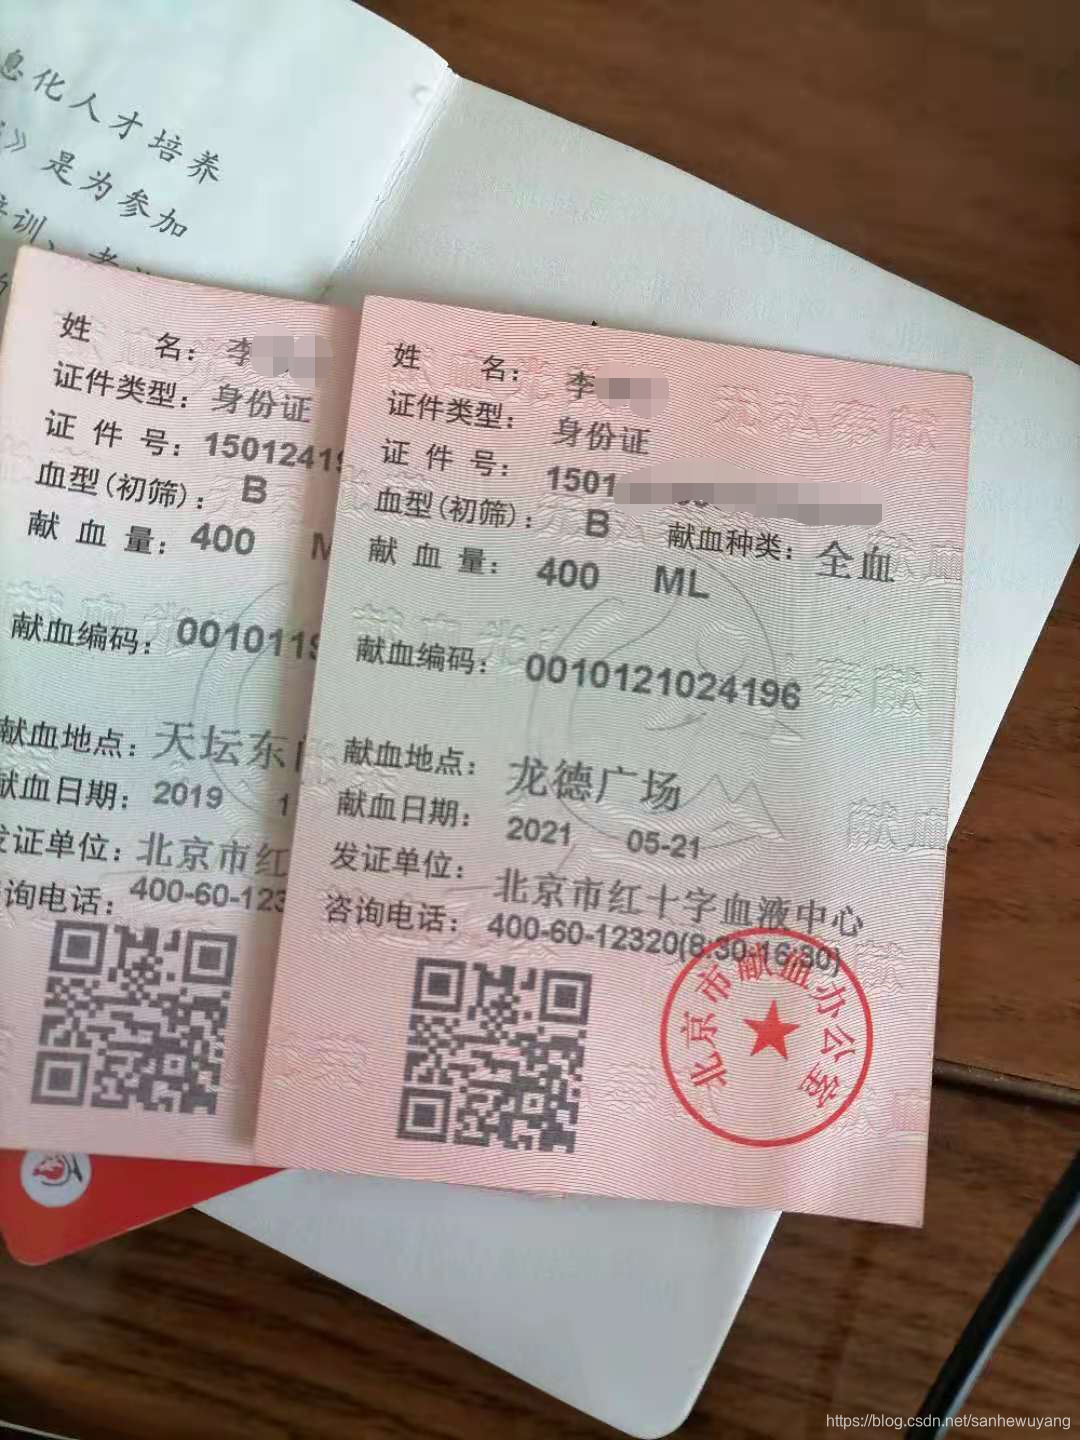 息化人才培养
》是为参加
培训、考
姓 名: 李
证件类型: 身份证
证 件 号: 15012419
血型(初筛): B
献 血 量: 400 M
献血编码: 0010119
献血地点: 天坛东
献血日期: 2019 1
发证单位: 北京市红
咨询电话: 400-60-123
姓 名: 李
证件类型: 身份证
证 件 号: 1501
血型(初筛): B 献血种类: 全血
献 血 量: 400 ML
献血编码: 0010121024196
献血地点: 龙德广场
献血日期: 2021 05-21
发证单位: 北京市红十字血液中心
咨询电话: 400-60-12320(8:30-16:30)
北京市献血办公室
https://blog.csdn.net/sanhewuyang